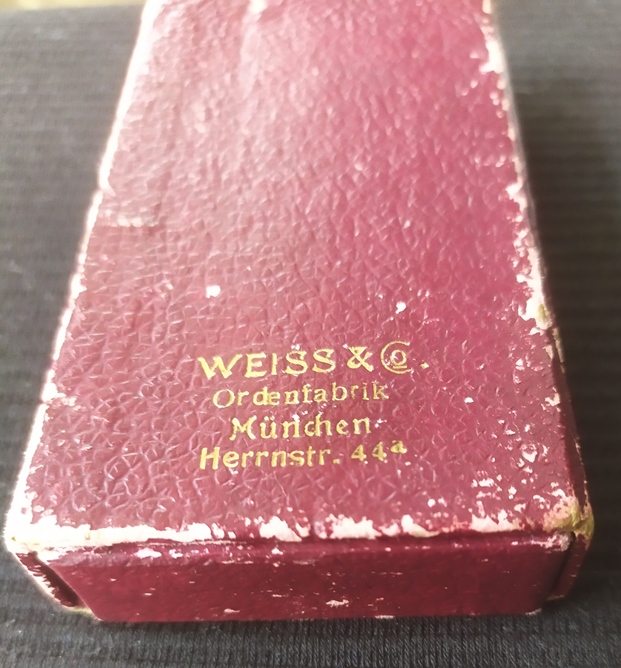 WEISS & Co.
Ordenfabrik
München
Herrnstr. 44a